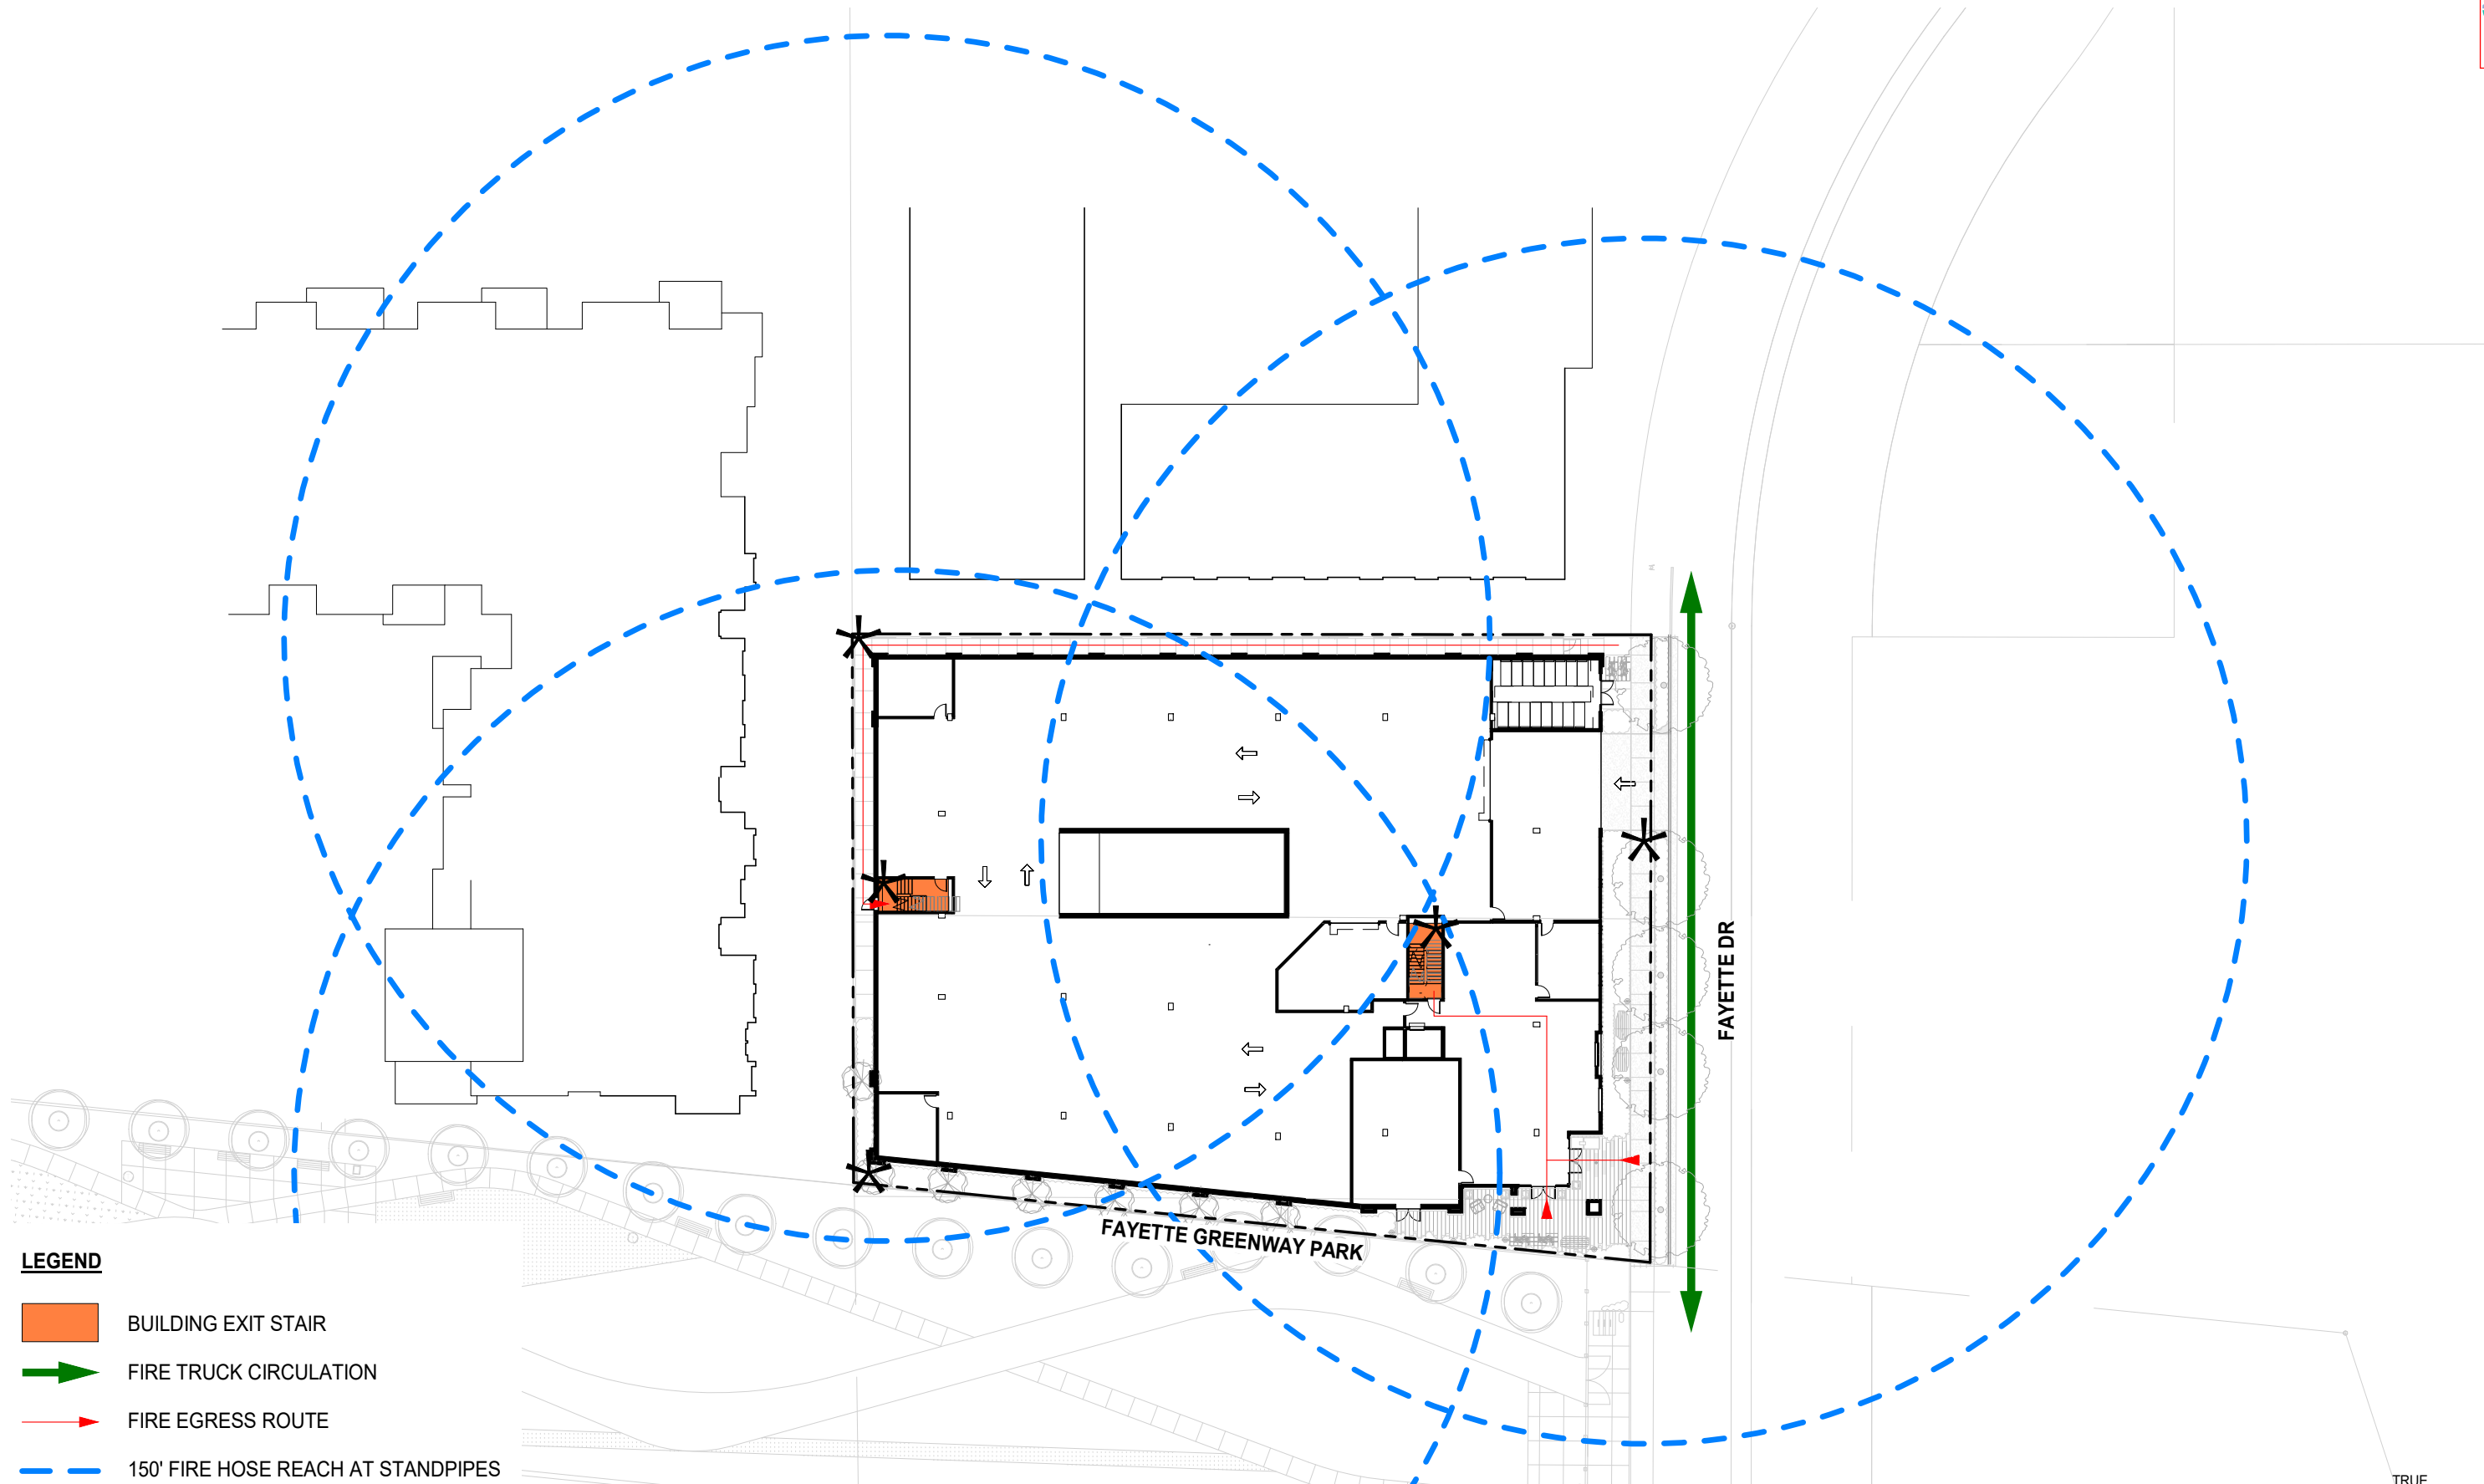 FAYETTE DR
FAYETTE GREENWAY PARK
LEGEND
BUILDING EXIT STAIR
FIRE TRUCK CIRCULATION
FIRE EGRESS ROUTE
150' FIRE HOSE REACH AT STANDPIPES
TRUE